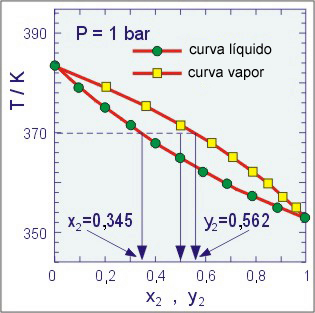 P = 1 bar
curva líquido
curva vapor
T / K
390
370
350
x2=0,345
y2=0,562
0
0,2
0,4
0,6
0,8
1
x2 , y2